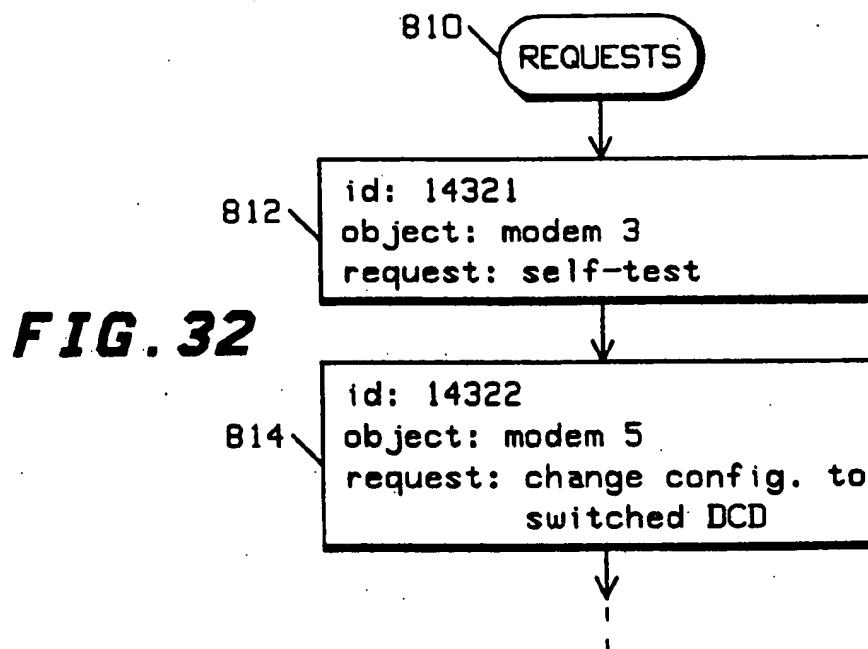 810
REQUESTS
812
id: 14321
object: modem 3
request: self-test
FIG. 32
814
id: 14322
object: modem 5
request: change config. to
switched DCD